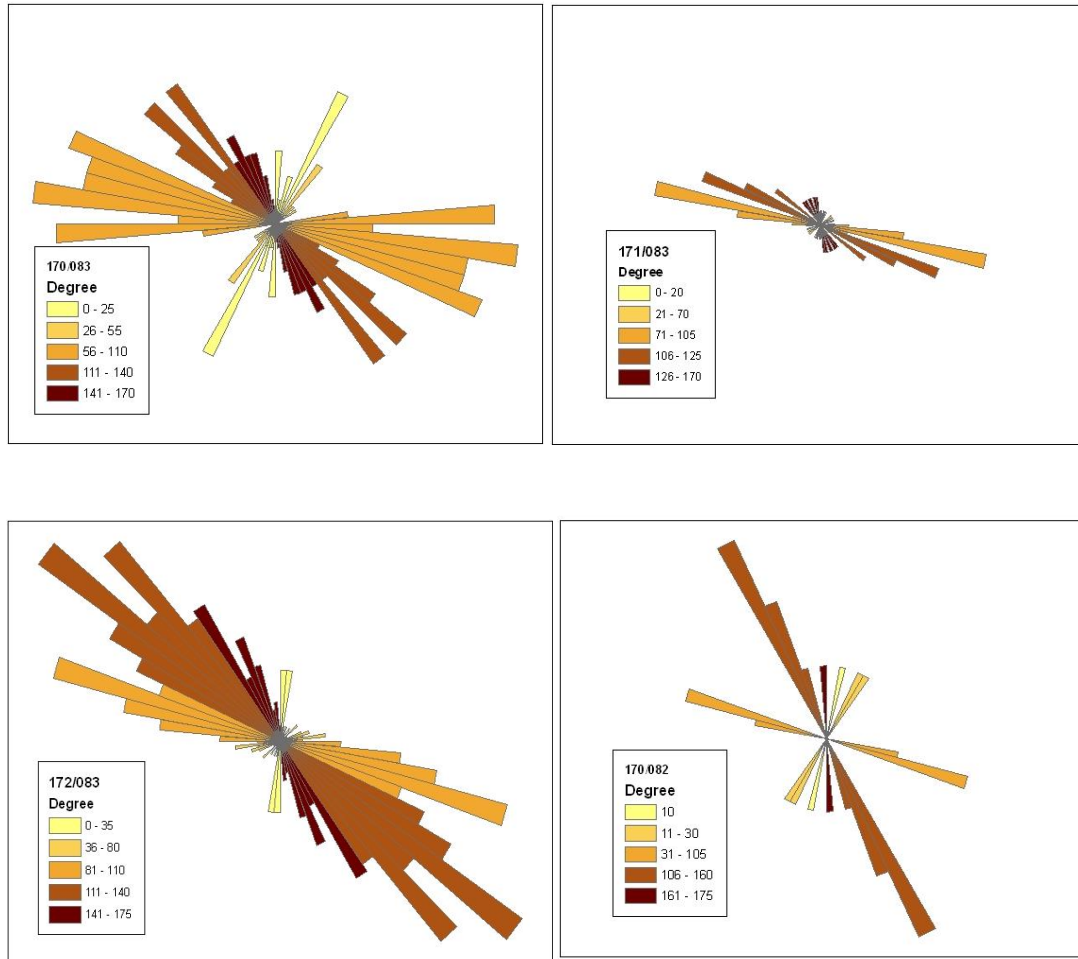 170/083
Degree
0 - 25
26 - 55
56 - 110
111 - 140
141 - 170
171/083
Degree
0 - 20
21 - 70
71 - 105
106 - 125
126 - 170
172/083
Degree
0 - 35
36 - 80
81 - 110
111 - 140
141 - 175
170/082
Degree
10
11 - 30
31 - 105
106 - 160
161 - 175